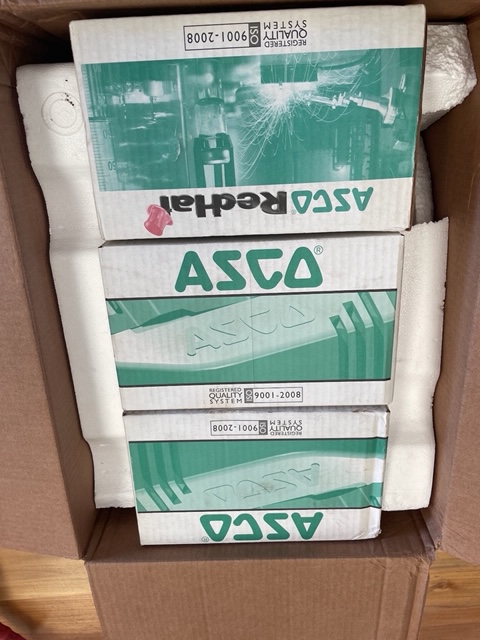 REGISTERED
QUALITY
SYSTEM
ISO
9001-2008
ASCO RedHat
ASCO®
ASCO
REGISTERED
QUALITY
SYSTEM
ISO
9001-2008
REGISTERED
QUALITY
SYSTEM
ISO
9001-2008
ASCO
ASCO®